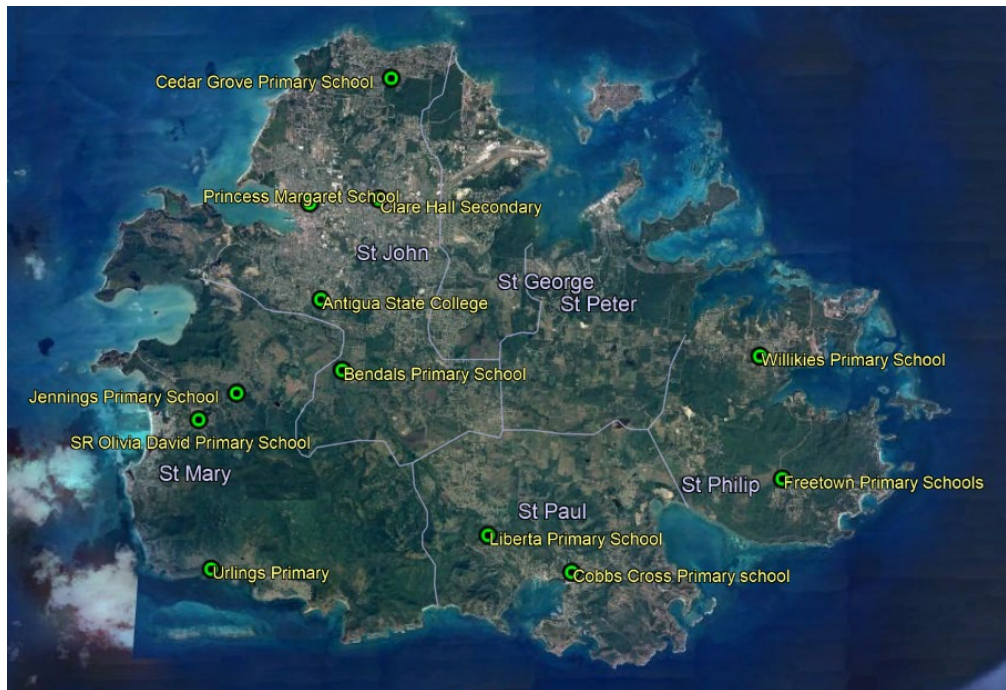 Cedar Grove Primary School
Princess Margaret School
Clare Hall Secondary
St John
St George
St Peter
Antigua State College
Willikies Primary School
Bendals Primary School
Jennings Primary School
SR Olivia David Primary School
St Mary
St Philip
Freetown Primary Schools
St Paul
Liberta Primary School
Urlings Primary
Cobbs Cross Primary school